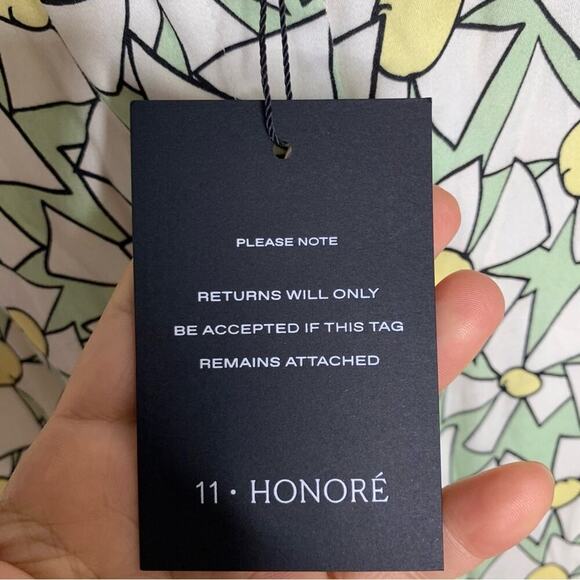 PLEASE NOTE
RETURNS WILL ONLY
BE ACCEPTED IF THIS TAG
REMAINS ATTACHED
11 • HONORÉ